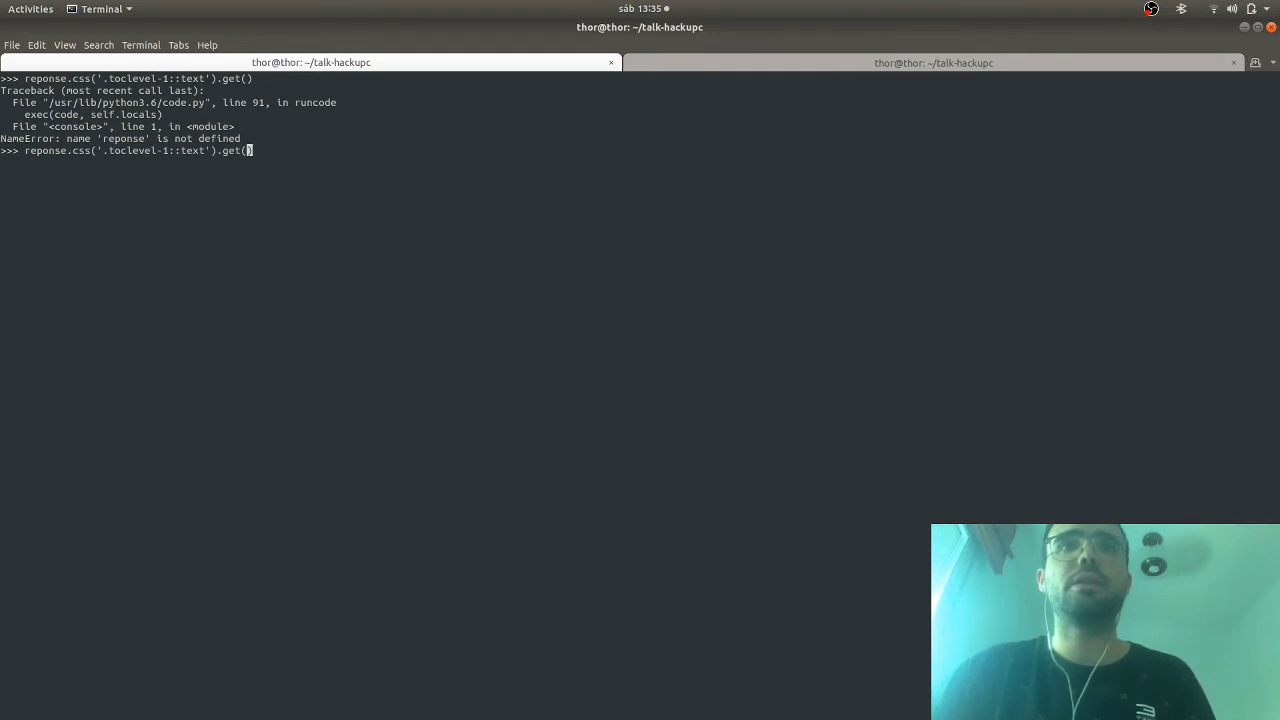 Activities Terminal sáb 13:35
thor@thor: ~/talk-hackupc
File Edit View Search Terminal Tabs Help
thor@thor: ~/talk-hackupc × thor@thor: ~/talk-hackupc ×
>>> reponse.css('.toclevel-1::text').get()
Traceback (most recent call last):
File "/usr/lib/python3.6/code.py", line 91, in runcode
exec(code, self.locals)
File "<console>", line 1, in <module>
NameError: name 'reponse' is not defined
>>> reponse.css('.toclevel-1::text').get()